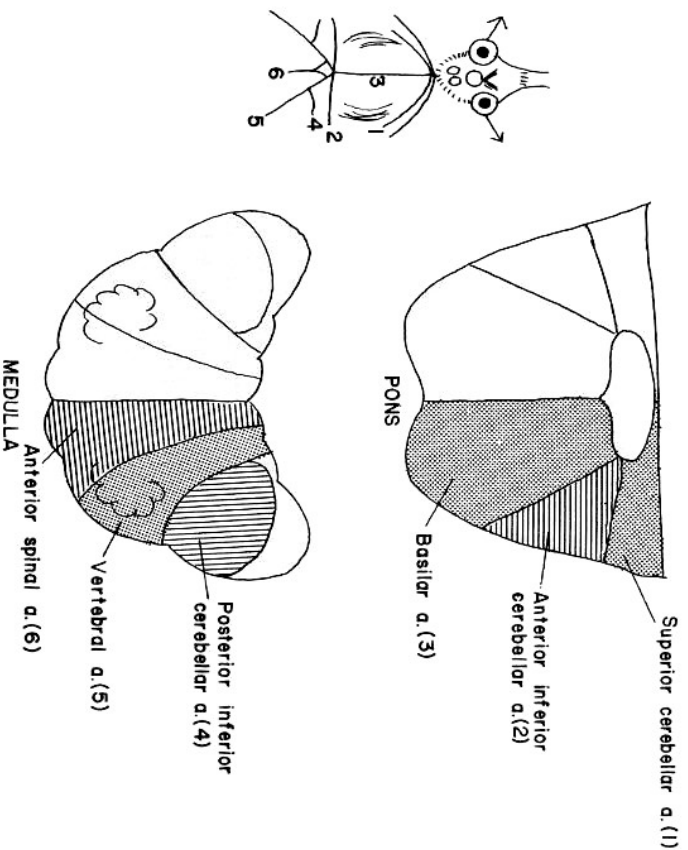 1
2
3
4
5
6
PONS
Superior cerebellar a.(1)
Anterior inferior
cerebellar a.(2)
Basilar a.(3)
MEDULLA
Posterior inferior
cerebellar a.(4)
Vertebral a.(5)
Anterior spinal a.(6)